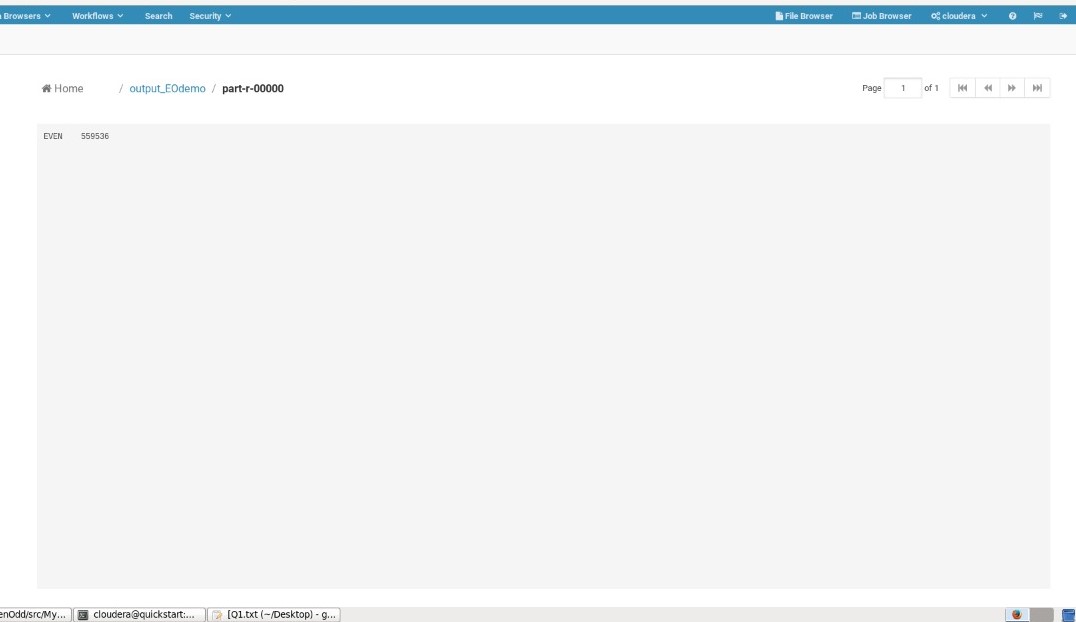 Browsers Workflows Search Security File Browser Job Browser cloudera
Home / output_EOdemo / part-r-00000 Page 1 of 1
EVEN 559536
enOdd/src/My... cloudera@quickstart:... [Q1.txt (~/Desktop) - g...